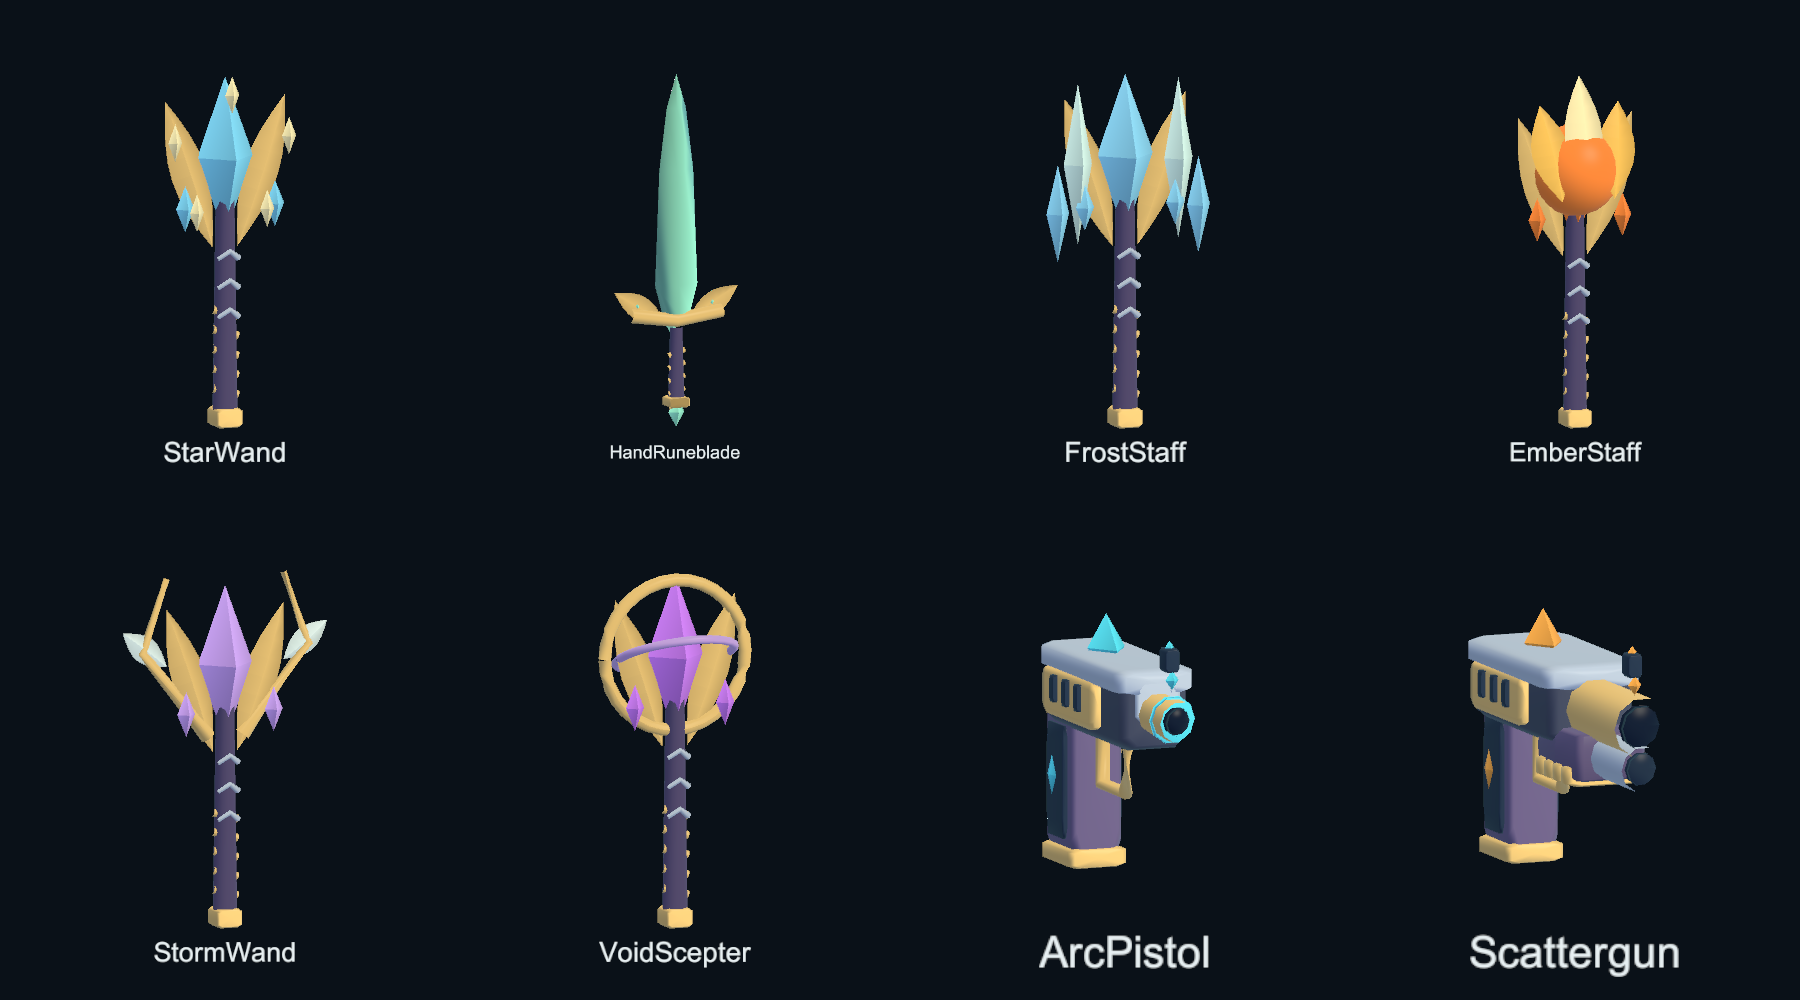 StarWand
HandRuneblade
FrostStaff
EmberStaff
StormWand
VoidScepter
ArcPistol
Scattergun